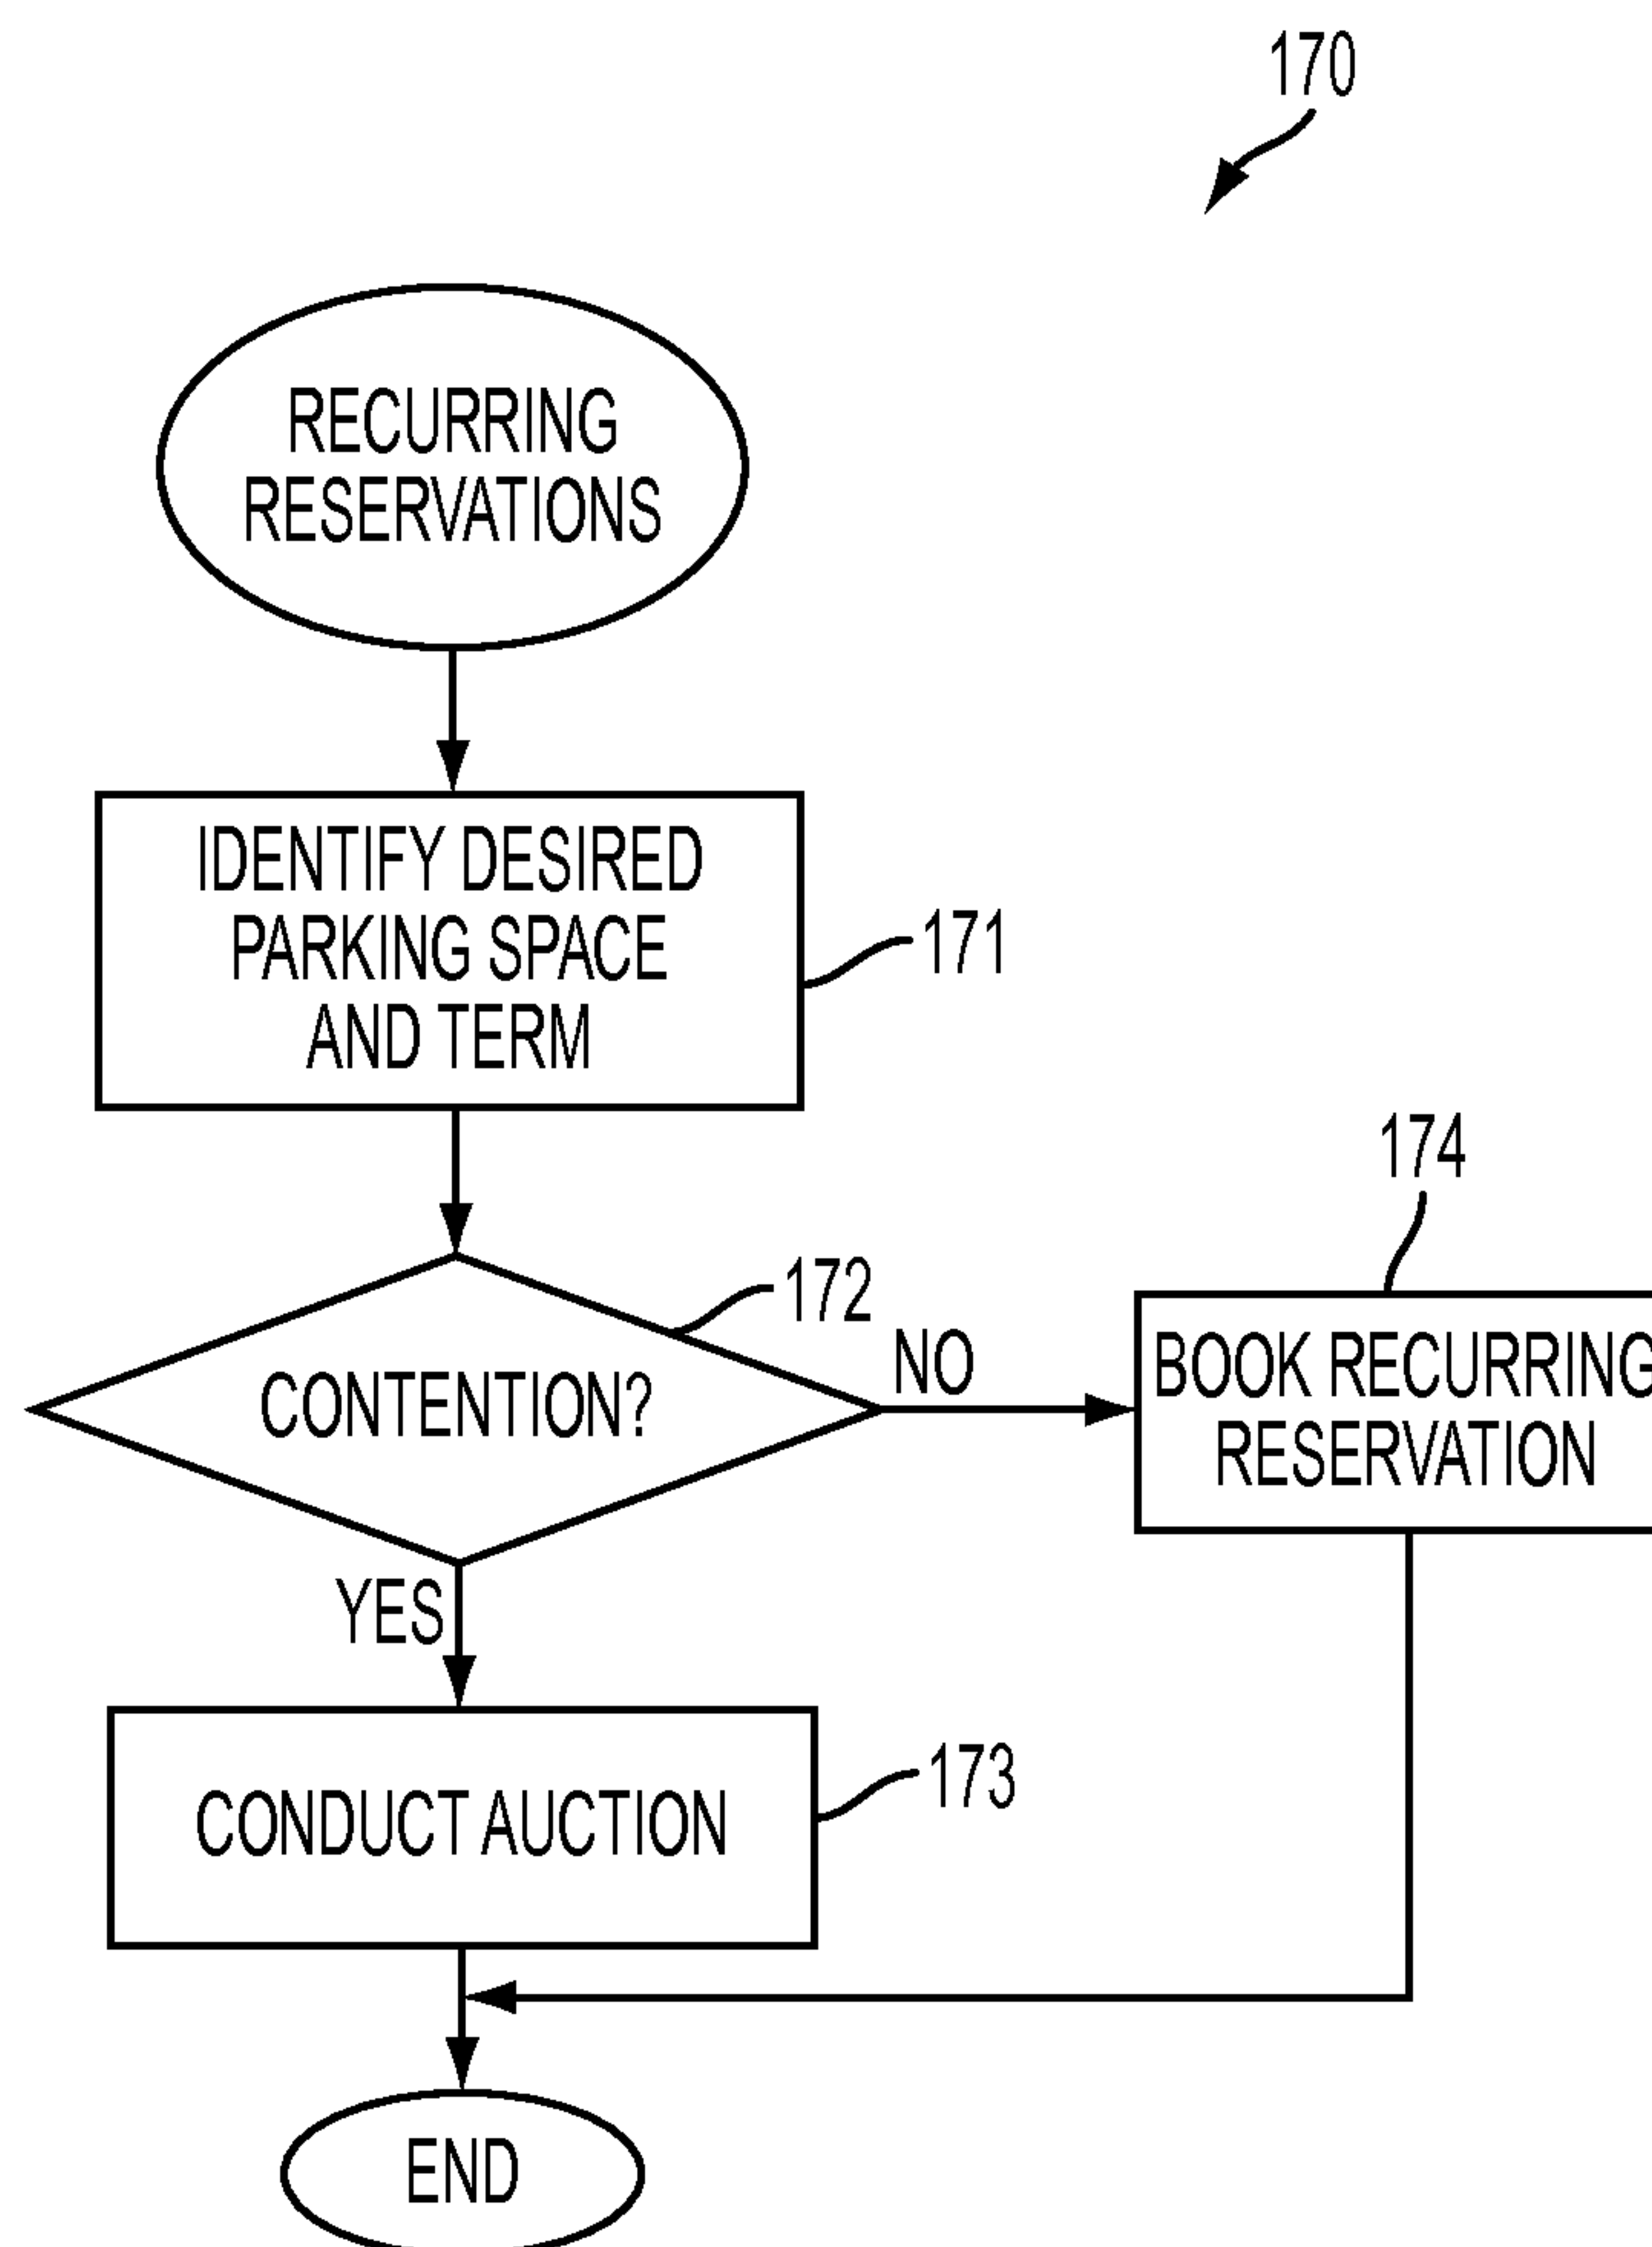 170
RECURRING
RESERVATIONS
IDENTIFY DESIRED
PARKING SPACE
AND TERM
171
172
CONTENTION?
NO
174
BOOK RECURRING
RESERVATION
YES
CONDUCT AUCTION
173
END